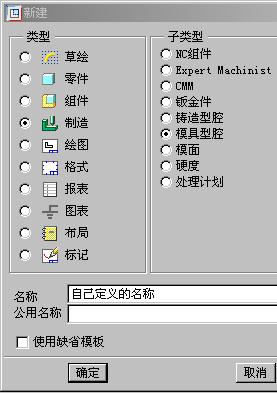 新建
类型
草绘
零件
组件
制造
绘图
格式
报表
图表
布局
标记
子类型
NC组件
Expert Machinist
CMM
钣金件
铸造型腔
模具型腔
模面
硬度
处理计划
名称 自己定义的名称
公用名称
使用缺省模板
确定 取消